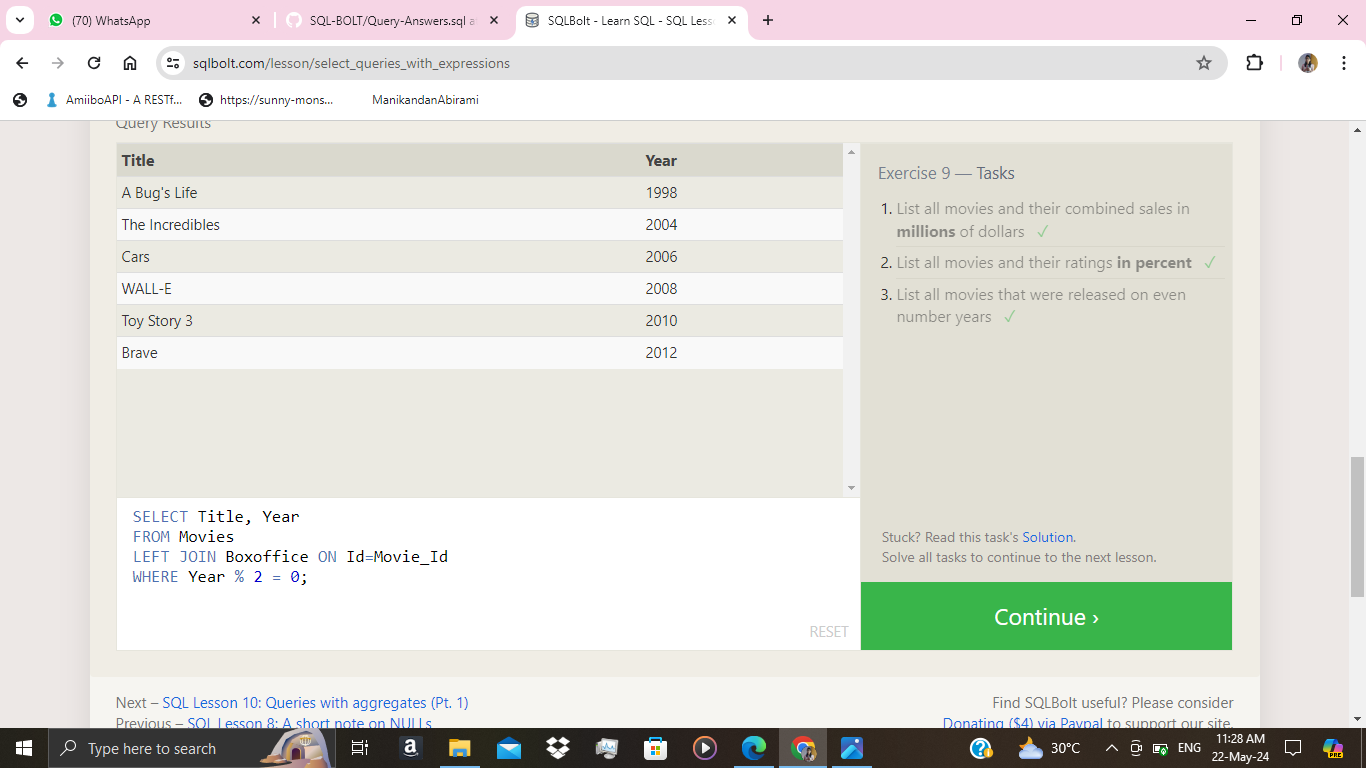 (70) WhatsApp
SQL-BOLT/Query-Answers.sql a
SQLBolt - Learn SQL - SQL Less
sqlbolt.com/lesson/select_queries_with_expressions
AmiiboAPI - A RESTf...
https://sunny-mons...
ManikandanAbirami
Query Results
Title Year
A Bug's Life 1998
The Incredibles 2004
Cars 2006
WALL-E 2008
Toy Story 3 2010
Brave 2012
SELECT Title, Year
FROM Movies
LEFT JOIN Boxoffice ON Id=Movie_Id
WHERE Year % 2 = 0;
RESET
Exercise 9 — Tasks
1. List all movies and their combined sales in
millions of dollars ✓
2. List all movies and their ratings in percent ✓
3. List all movies that were released on even
number years ✓
Stuck? Read this task's Solution.
Solve all tasks to continue to the next lesson.
Continue ›
Next – SQL Lesson 10: Queries with aggregates (Pt. 1)
Previous – SQL Lesson 8: A short note on NULLs
Find SQLBolt useful? Please consider
Donating ($4) via Paypal to support our site.
Type here to search
30°C
ENG
11:28 AM
22-May-24
PRE